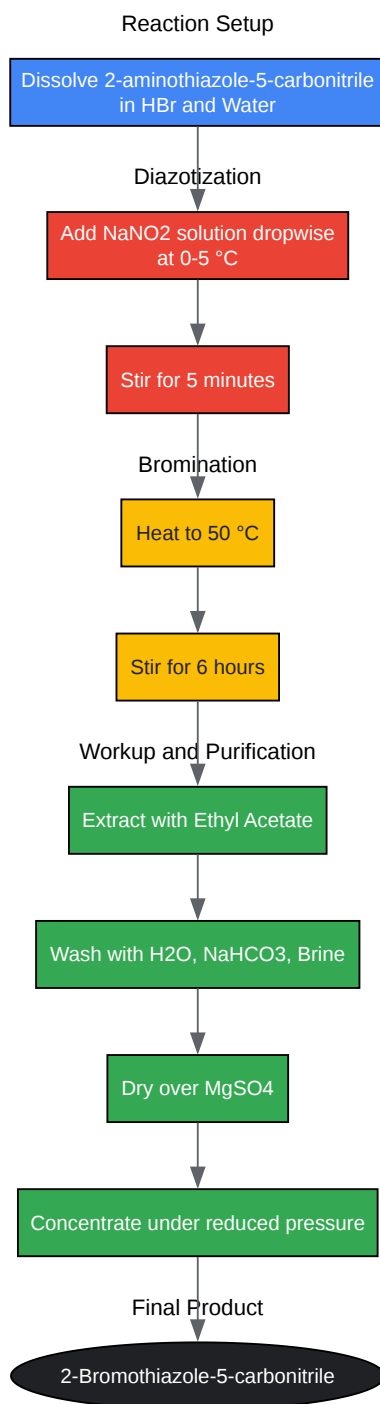 Reaction Setup
Dissolve 2-aminothiazole-5-carbonitrile
in HBr and Water
Diazotization
Add NaNO2 solution dropwise
at 0-5 °C
Stir for 5 minutes
Bromination
Heat to 50 °C
Stir for 6 hours
Workup and Purification
Extract with Ethyl Acetate
Wash with H2O, NaHCO3, Brine
Dry over MgSO4
Concentrate under reduced pressure
Final Product
2-Bromothiazole-5-carbonitrile